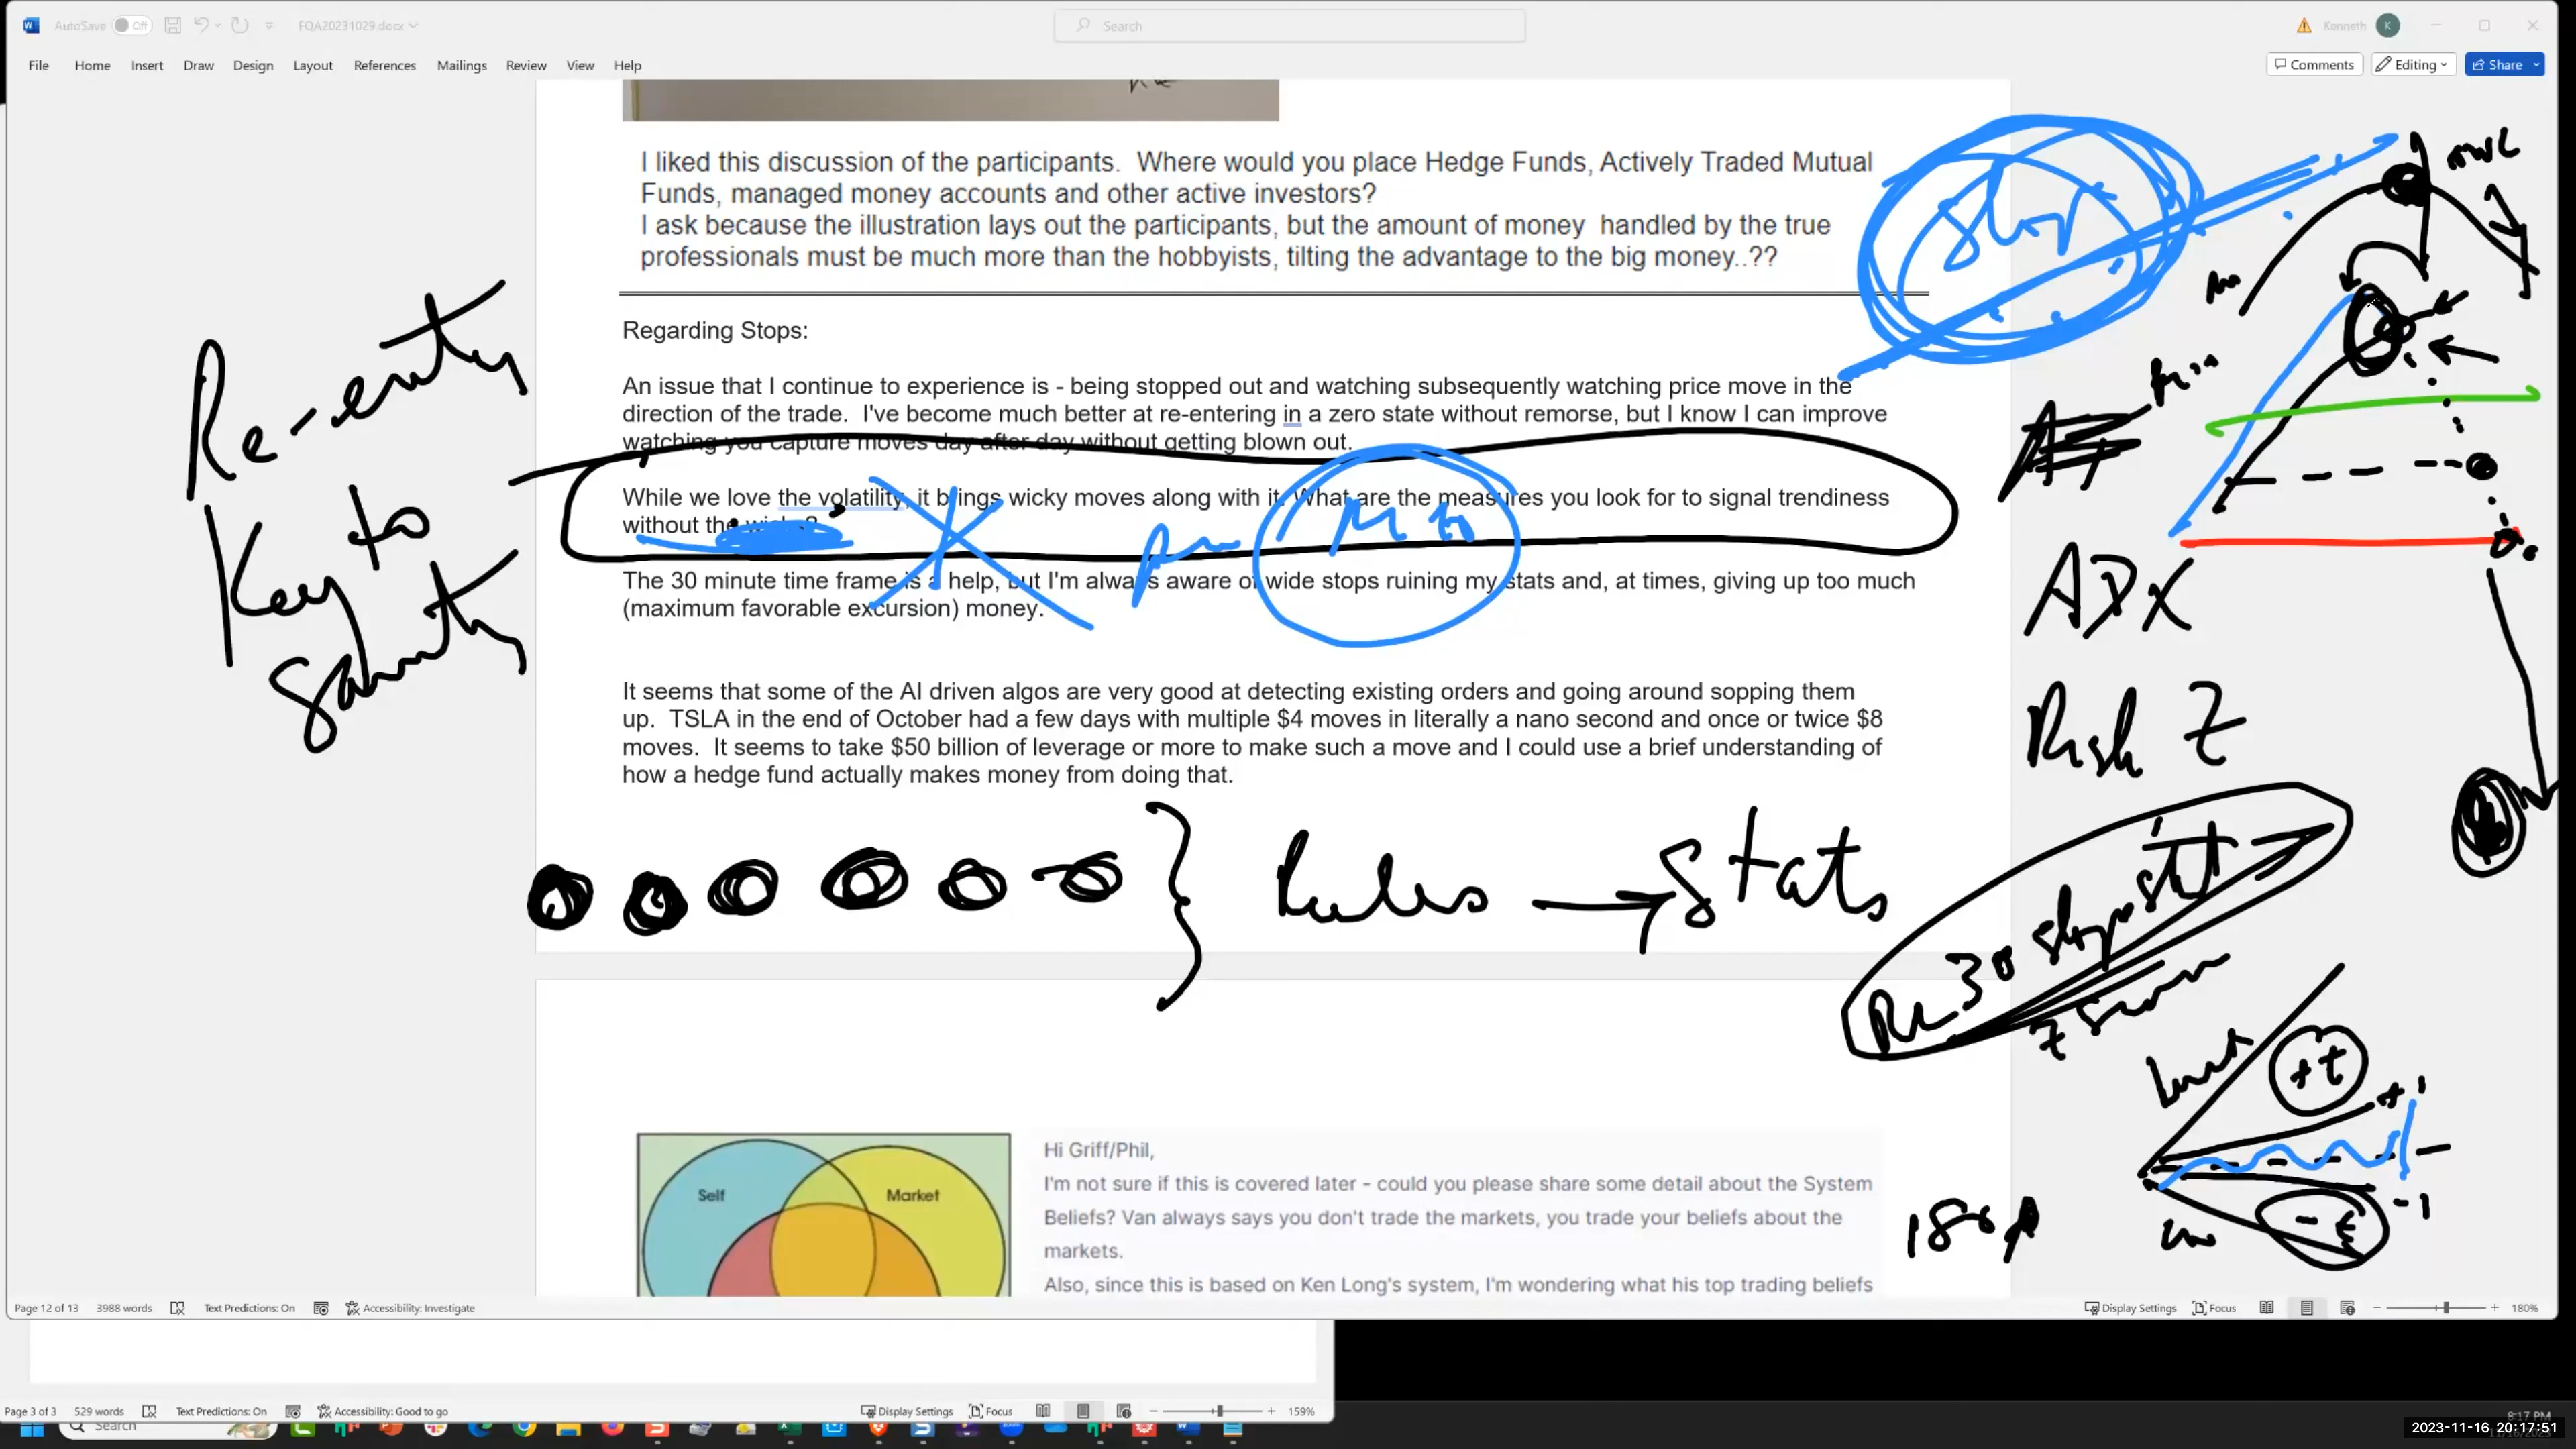 AutoSave Off FQA20231029.docx Search Kenneth K
File Home Insert Draw Design Layout References Mailings Review View Help Comments Editing Share
I liked this discussion of the participants. Where would you place Hedge Funds, Actively Traded Mutual
Funds, managed money accounts and other active investors?
I ask because the illustration lays out the participants, but the amount of money handled by the true
professionals must be much more than the hobbyists, tilting the advantage to the big money..??
Regarding Stops:
An issue that I continue to experience is - being stopped out and watching subsequently watching price move in the
direction of the trade. I've become much better at re-entering in a zero state without remorse, but I know I can improve
watching you capture moves day after day without getting blown out.
While we love the volatility, it brings wicky moves along with it. What are the measures you look for to signal trendiness
without the wicks?
The 30 minute time frame is a help, but I'm always aware of wide stops ruining my stats and, at times, giving up too much
(maximum favorable excursion) money.
It seems that some of the AI driven algos are very good at detecting existing orders and going around sopping them
up. TSLA in the end of October had a few days with multiple $4 moves in literally a nano second and once or twice $8
moves. It seems to take $50 billion of leverage or more to make such a move and I could use a brief understanding of
how a hedge fund actually makes money from doing that.
Re-entry
Key to
Sanity
ADX
Risk Z
Rules → Stats
30
+t
+1
-1
Self
Market
Hi Griff/Phil,
I'm not sure if this is covered later - could you please share some detail about the System
Beliefs? Van always says you don't trade the markets, you trade your beliefs about the
markets.
Also, since this is based on Ken Long's system, I'm wondering what his top trading beliefs
Page 12 of 13 3988 words Text Predictions: On Accessibility: Investigate Display Settings Focus 180%
Page 3 of 3 529 words Text Predictions: On Accessibility: Good to go Display Settings Focus 159%
Search
8:17 PM
2023-11-16 20:17:51